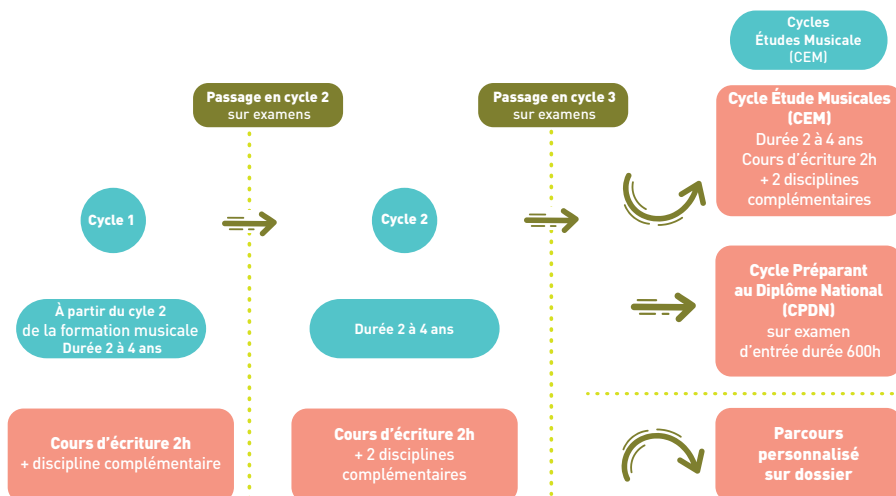 Cycles
Études Musicale
(CEM)
Passage en cycle 2
sur examens
Passage en cycle 3
sur examens
Cycle Étude Musicales
(CEM)
Durée 2 à 4 ans
Cours d'écriture 2h
+ 2 disciplines
complémentaires
Cycle 1
Cycle 2
Cycle Préparant
au Diplôme National
(CPDN)
sur examen
d'entrée durée 600h
À partir du cyle 2
de la formation musicale
Durée 2 à 4 ans
Durée 2 à 4 ans
Cours d'écriture 2h
+ discipline complémentaire
Cours d'écriture 2h
+ 2 disciplines
complémentaires
Parcours
personnalisé
sur dossier